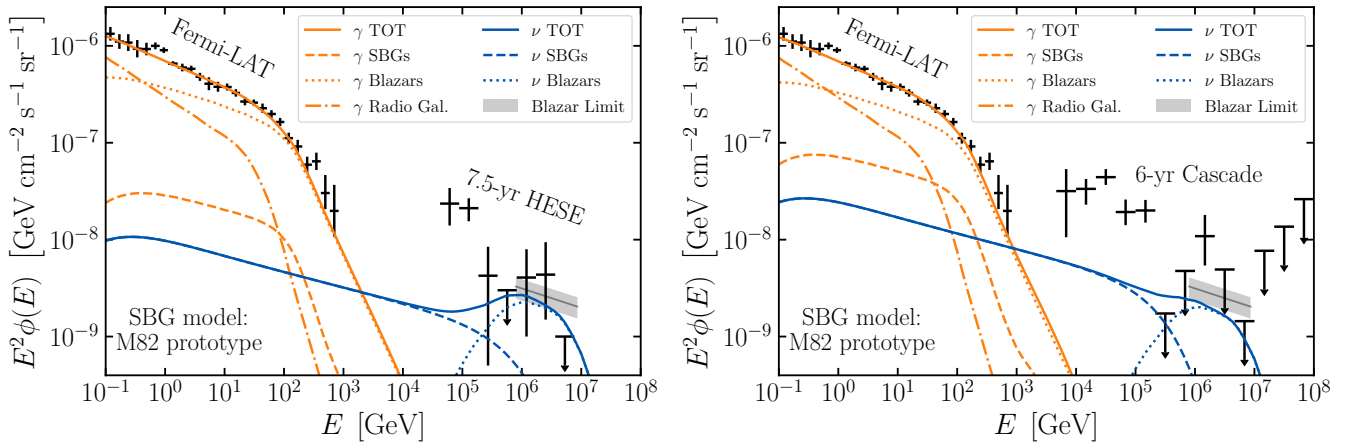 E²ϕ(E) [GeV cm⁻² s⁻¹ sr⁻¹]
10⁻⁶
10⁻⁷
10⁻⁸
10⁻⁹
Fermi-LAT
γ TOT
γ SBGs
γ Blazars
γ Radio Gal.
ν TOT
ν SBGs
ν Blazars
Blazar Limit
7.5-yr HESE
SBG model:
M82 prototype
10⁻¹ 10⁰ 10¹ 10² 10³ 10⁴ 10⁵ 10⁶ 10⁷ 10⁸
E [GeV]
E²ϕ(E) [GeV cm⁻² s⁻¹ sr⁻¹]
10⁻⁶
10⁻⁷
10⁻⁸
10⁻⁹
Fermi-LAT
γ TOT
γ SBGs
γ Blazars
γ Radio Gal.
ν TOT
ν SBGs
ν Blazars
Blazar Limit
6-yr Cascade
SBG model:
M82 prototype
10⁻¹ 10⁰ 10¹ 10² 10³ 10⁴ 10⁵ 10⁶ 10⁷ 10⁸
E [GeV]